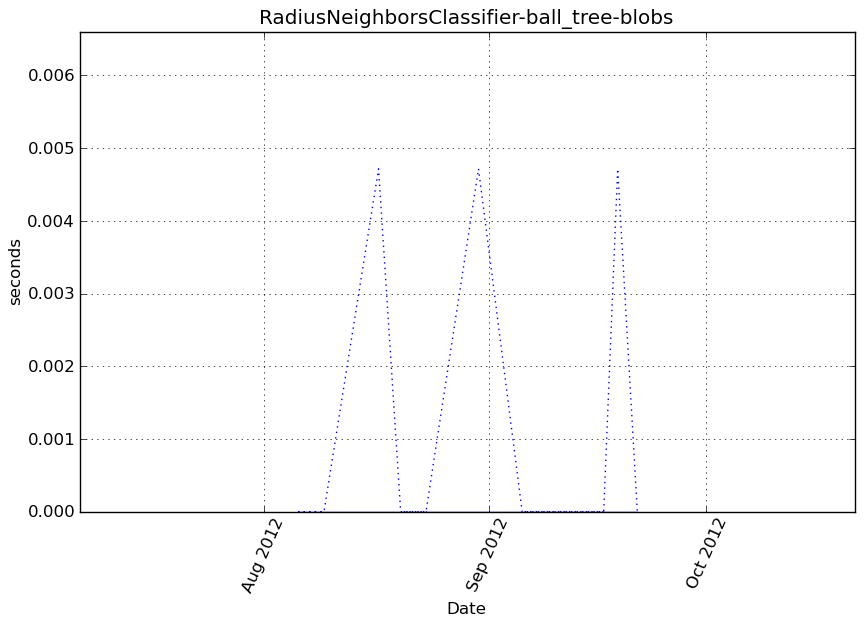 RadiusNeighborsClassifier-ball_tree-blobs
0.006
0.005
0.004
0.003
0.002
0.001
0.000
seconds
Aug 2012
Sep 2012
Oct 2012
Date